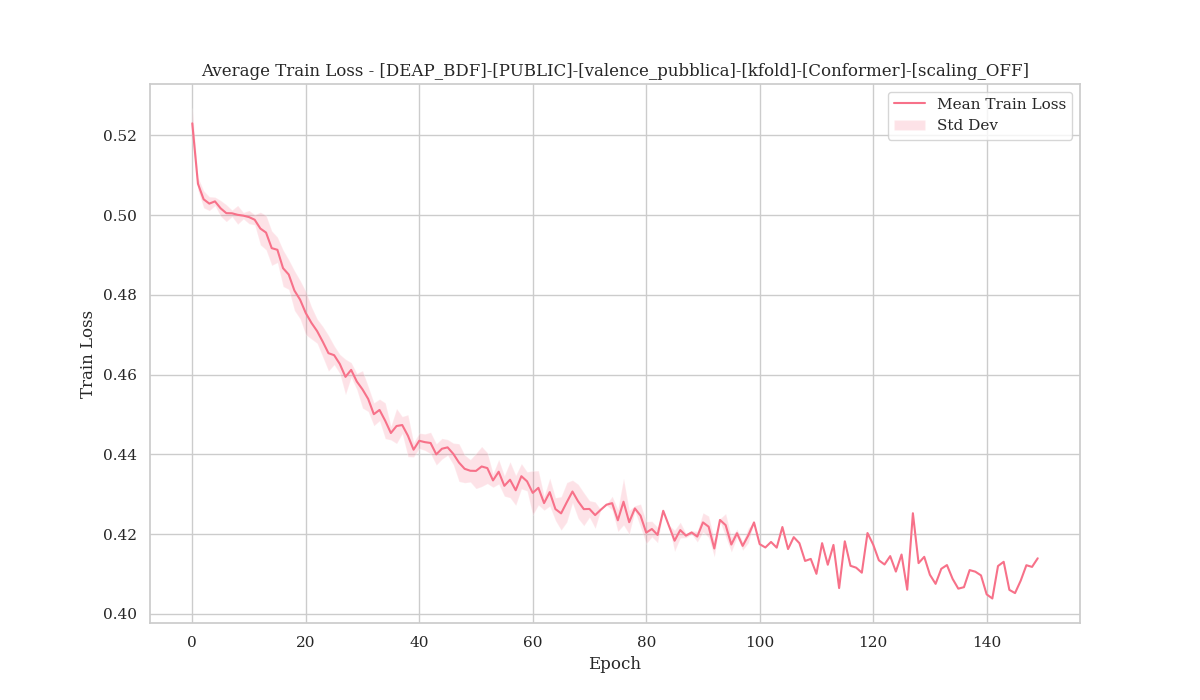 Average Train Loss - [DEAP_BDF]-[PUBLIC]-[valence_pubblica]-[kfold]-[Conformer]-[scaling_OFF]
Mean Train Loss
Std Dev
0.52
0.50
0.48
0.46
0.44
0.42
0.40
Train Loss
0 20 40 60 80 100 120 140
Epoch